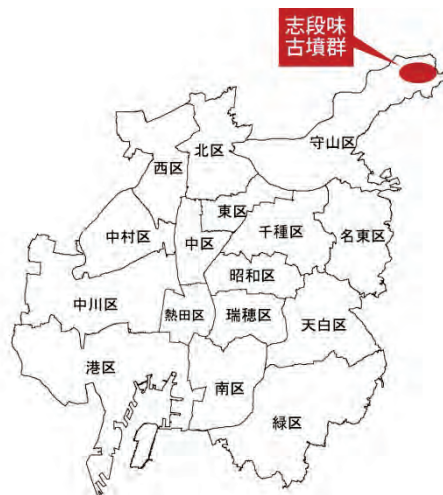 志段味
古墳群
守山区
北区
西区
東区
中村区
中区
千種区
名東区
昭和区
中川区
熱田区
瑞穂区
天白区
港区
南区
緑区